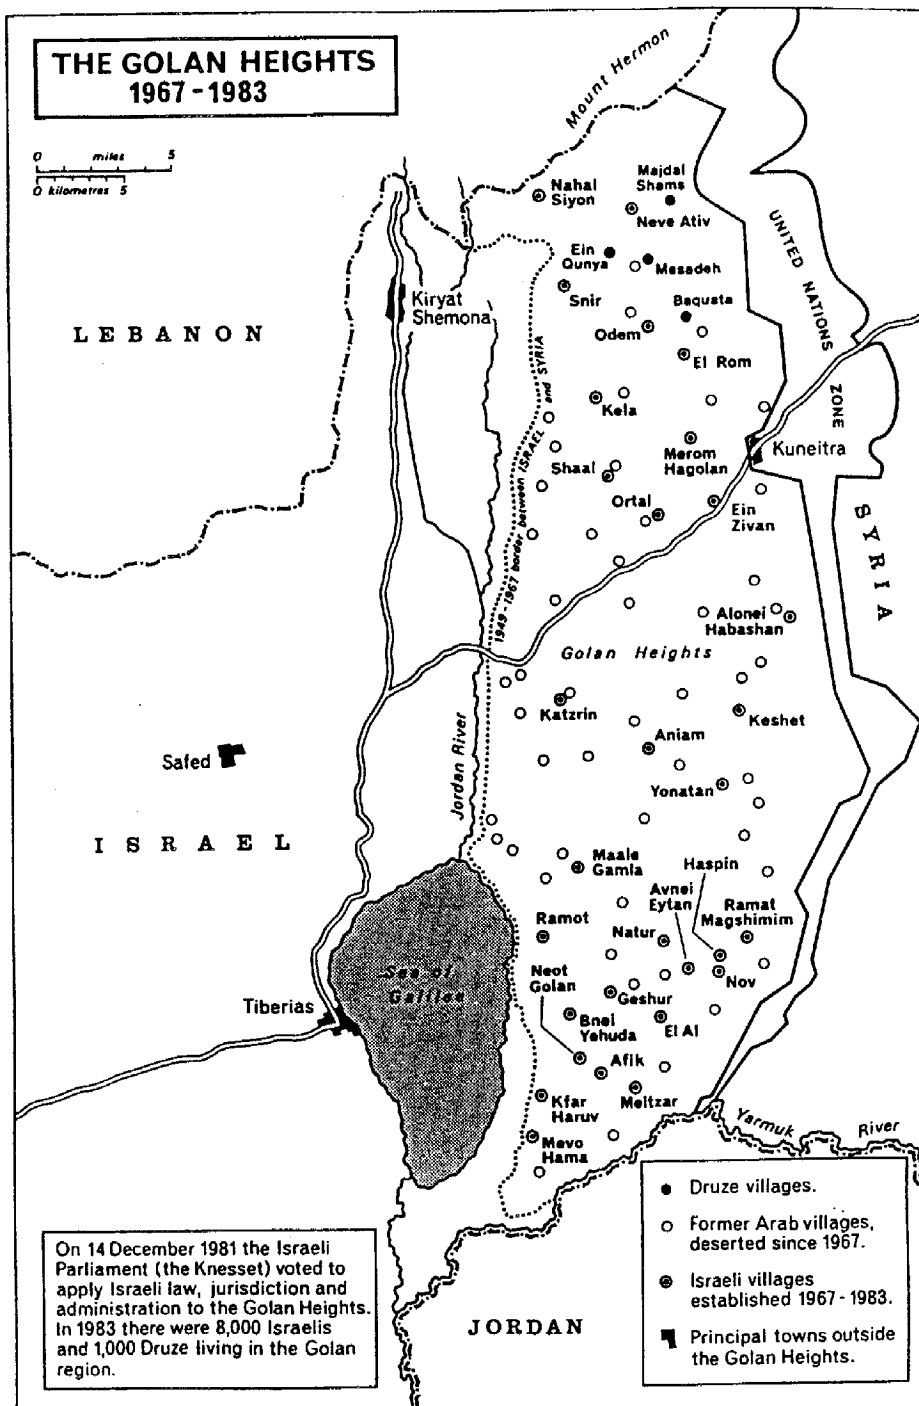 THE GOLAN HEIGHTS
1967-1983
0 miles 5
0 kilometres 5
Mount Hermon
Nahal
Siyon
Majdal
Shams
Neve Ativ
Ein
Qunya
Masadeh
Snir
Baquata
Odem
El Rom
UNITED NATIONS
ZONE
Kiryat
Shemona
LEBANON
1949-1967 border between ISRAEL and SYRIA
Kela
Merom
Hagolan
Kuneitra
Shaal
Ortal
Ein
Zivan
SYRIA
Alonei
Habashan
Golan Heights
Katzrin
Keshet
Aniam
Safed
Jordan River
Yonatan
ISRAEL
Maale
Gamla
Haspin
Avnei
Eytan
Ramat
Magshimim
Ramot
Natur
Sea of
Galilee
Neot
Golan
Nov
Geshur
Tiberias
Bnei
Yehuda
El Al
Afik
Kfar
Haruv
Meltzar
Yarmuk River
Mevo
Hama
JORDAN
On 14 December 1981 the Israeli
Parliament (the Knesset) voted to
apply Israeli law, jurisdiction and
administration to the Golan Heights.
In 1983 there were 8,000 Israelis
and 1,000 Druze living in the Golan
region.
Druze villages.
Former Arab villages,
deserted since 1967.
Israeli villages
established 1967-1983.
Principal towns outside
the Golan Heights.